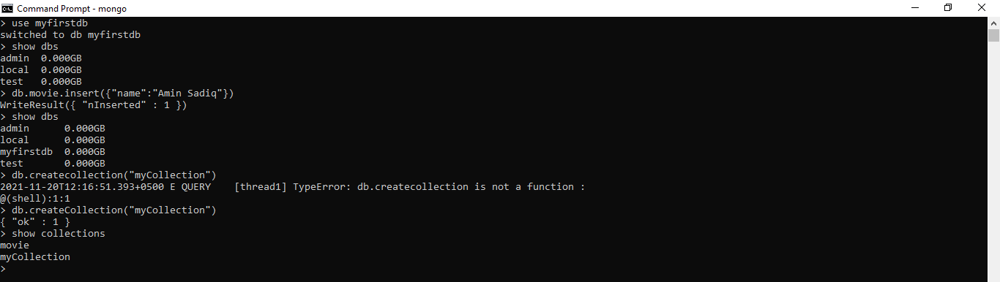 Command Prompt - mongo
> use myfirstdb
switched to db myfirstdb
> show dbs
admin  0.000GB
local  0.000GB
test   0.000GB
> db.movie.insert({"name":"Amin Sadiq"})
WriteResult({ "nInserted" : 1 })
> show dbs
admin      0.000GB
local      0.000GB
myfirstdb  0.000GB
test       0.000GB
> db.createcollection("myCollection")
2021-11-20T12:16:51.393+0500 E QUERY    [thread1] TypeError: db.createcollection is not a function :
@(shell):1:1
> db.createCollection("myCollection")
{ "ok" : 1 }
> show collections
movie
myCollection
>